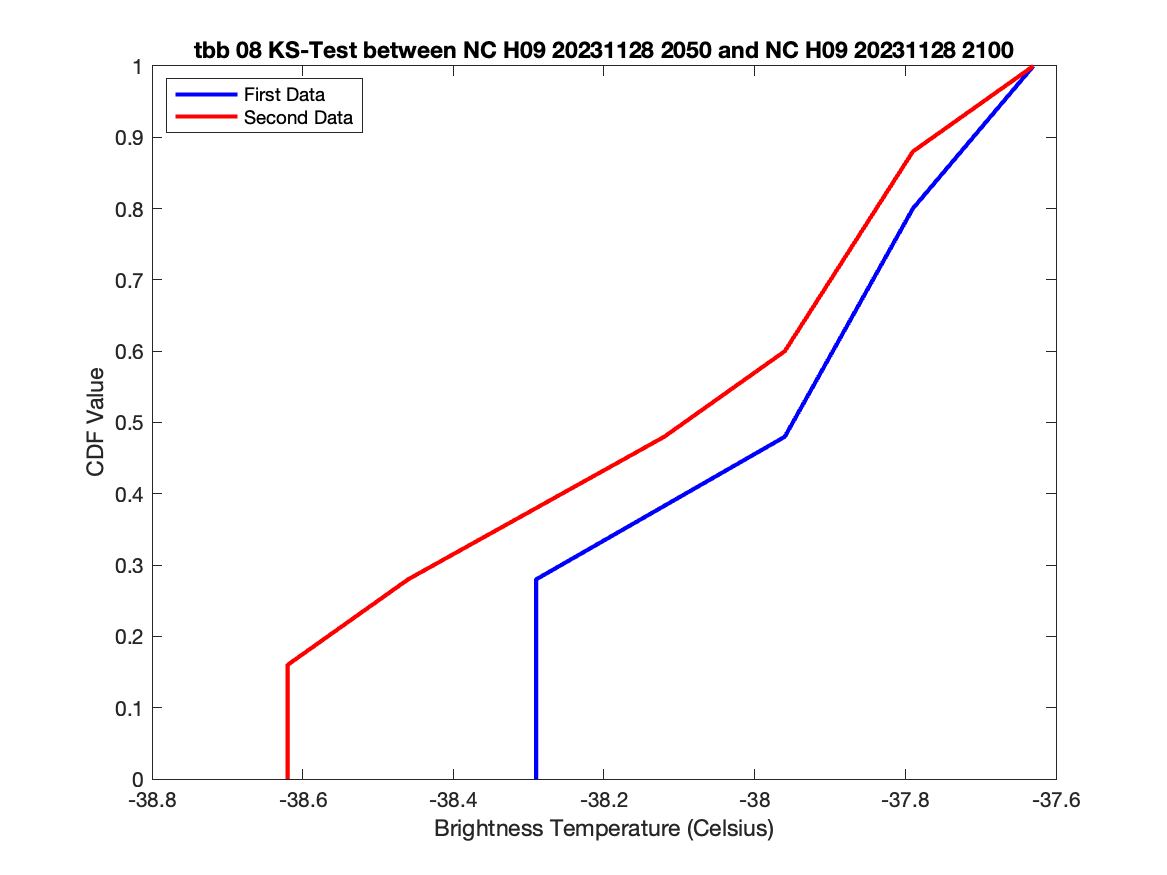 tbb 08 KS-Test between NC H09 20231128 2050 and NC H09 20231128 2100
First Data
Second Data
1
0.9
0.8
0.7
0.6
0.5
0.4
0.3
0.2
0.1
0
CDF Value
-38.8 -38.6 -38.4 -38.2 -38 -37.8 -37.6
Brightness Temperature (Celsius)